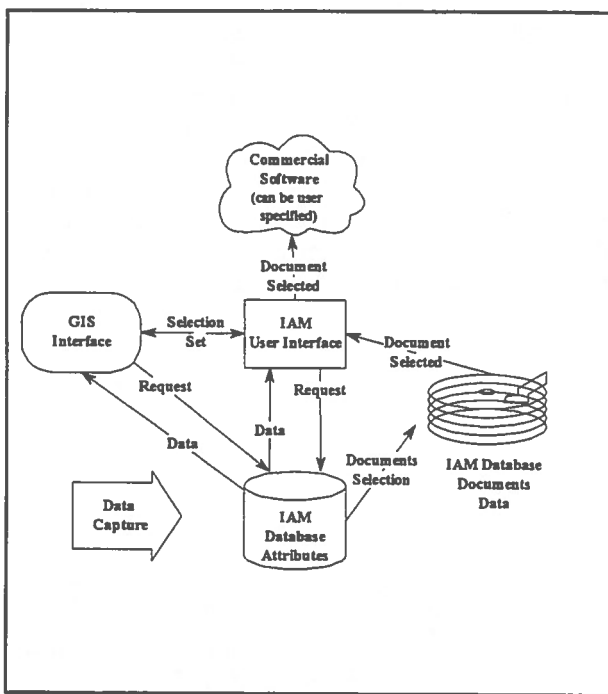 Commercial
Software
(can be user
specified)
Document
Selected
GIS
Interface
Selection
Set
IAM
User Interface
Document
Selected
Request
Request
Data
Data
Documents
Selection
IAM Database
Documents
Data
Data
Capture
IAM
Database
Attributes